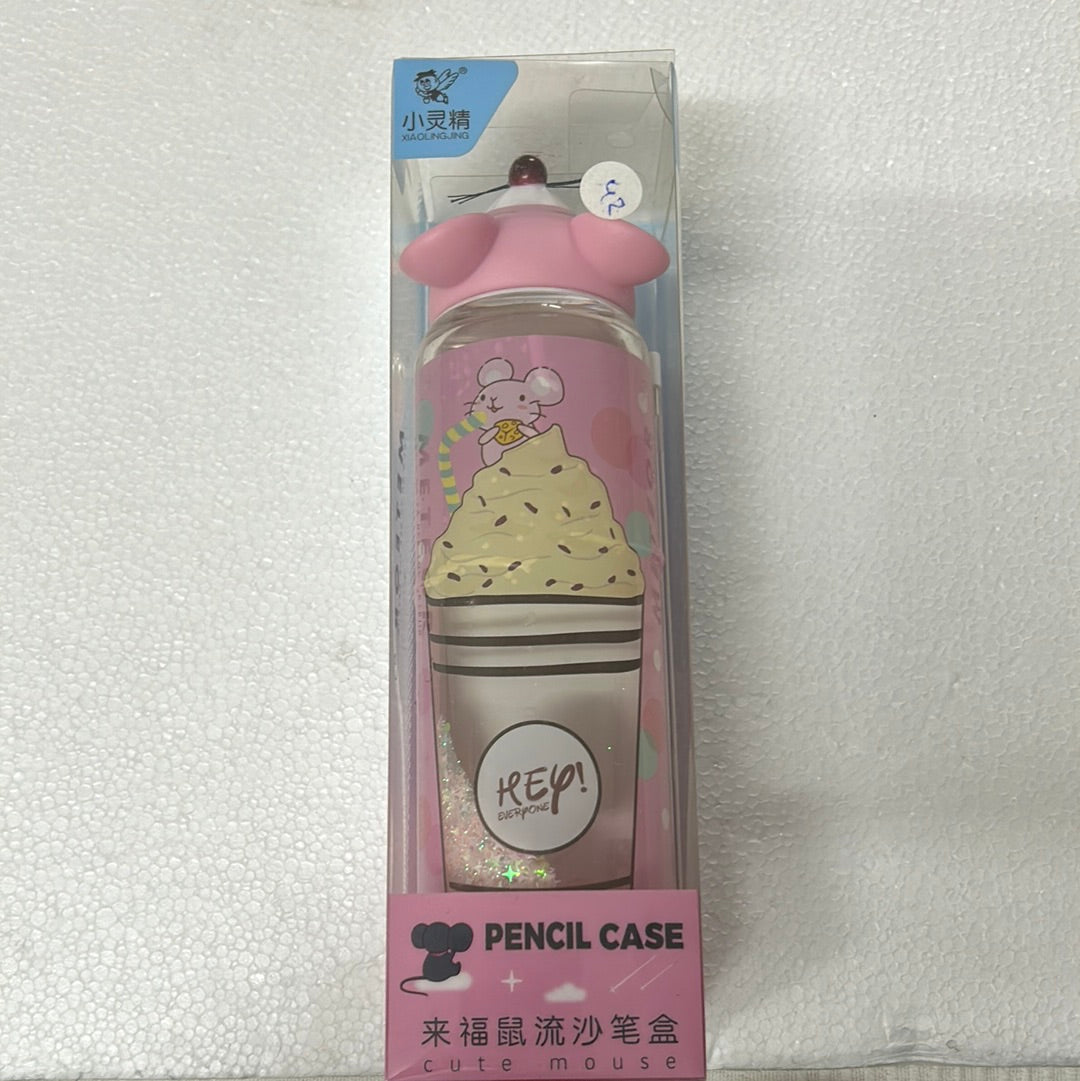 ®
小灵精
XIAOLINGJING
HEY!
EVERYONE
PENCIL CASE
来福鼠流沙笔盒
cute mouse